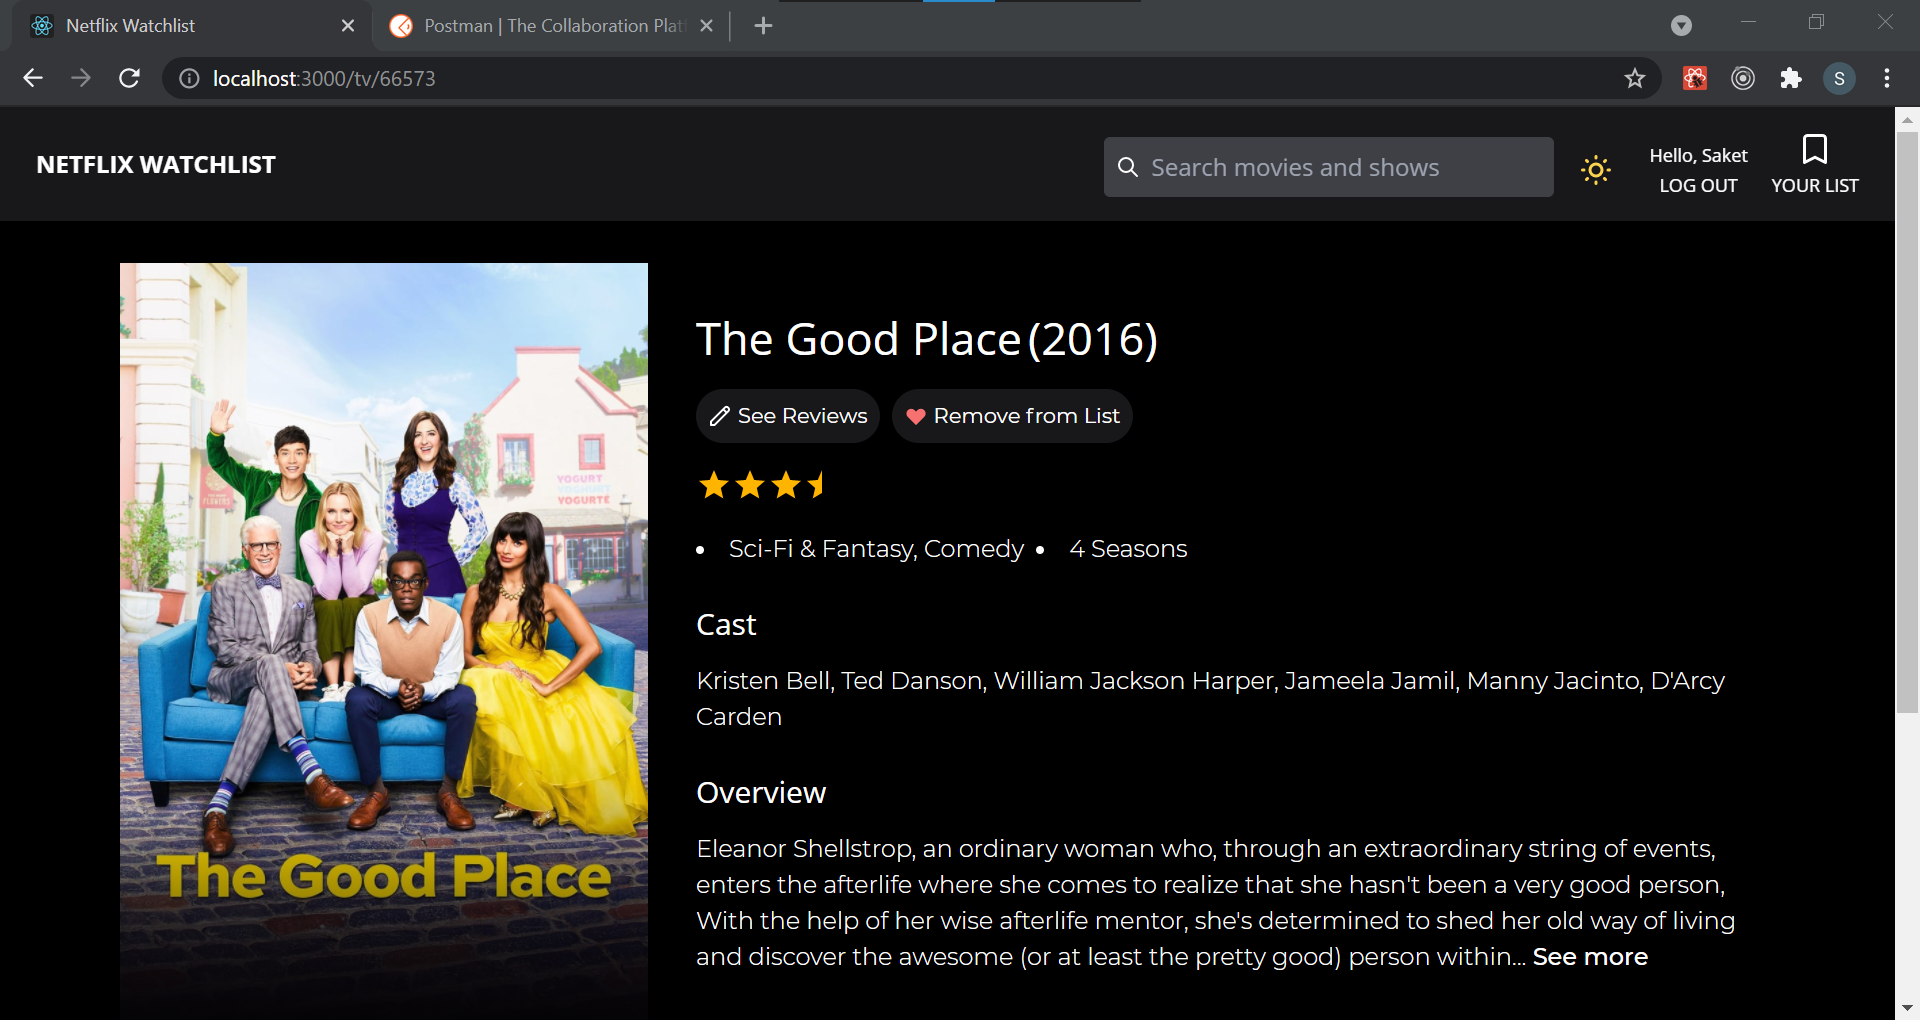 Netflix Watchlist
Postman | The Collaboration Plat
localhost:3000/tv/66573
S
NETFLIX WATCHLIST
Search movies and shows
Hello, Saket
LOG OUT
YOUR LIST
The Good Place (2016)
See Reviews
Remove from List
Sci-Fi & Fantasy, Comedy
4 Seasons
Cast
Kristen Bell, Ted Danson, William Jackson Harper, Jameela Jamil, Manny Jacinto, D'Arcy
Carden
Overview
Eleanor Shellstrop, an ordinary woman who, through an extraordinary string of events,
enters the afterlife where she comes to realize that she hasn't been a very good person,
With the help of her wise afterlife mentor, she's determined to shed her old way of living
and discover the awesome (or at least the pretty good) person within... See more
YOGURT
YOGHURT
YOGURTÉ
The Good Place